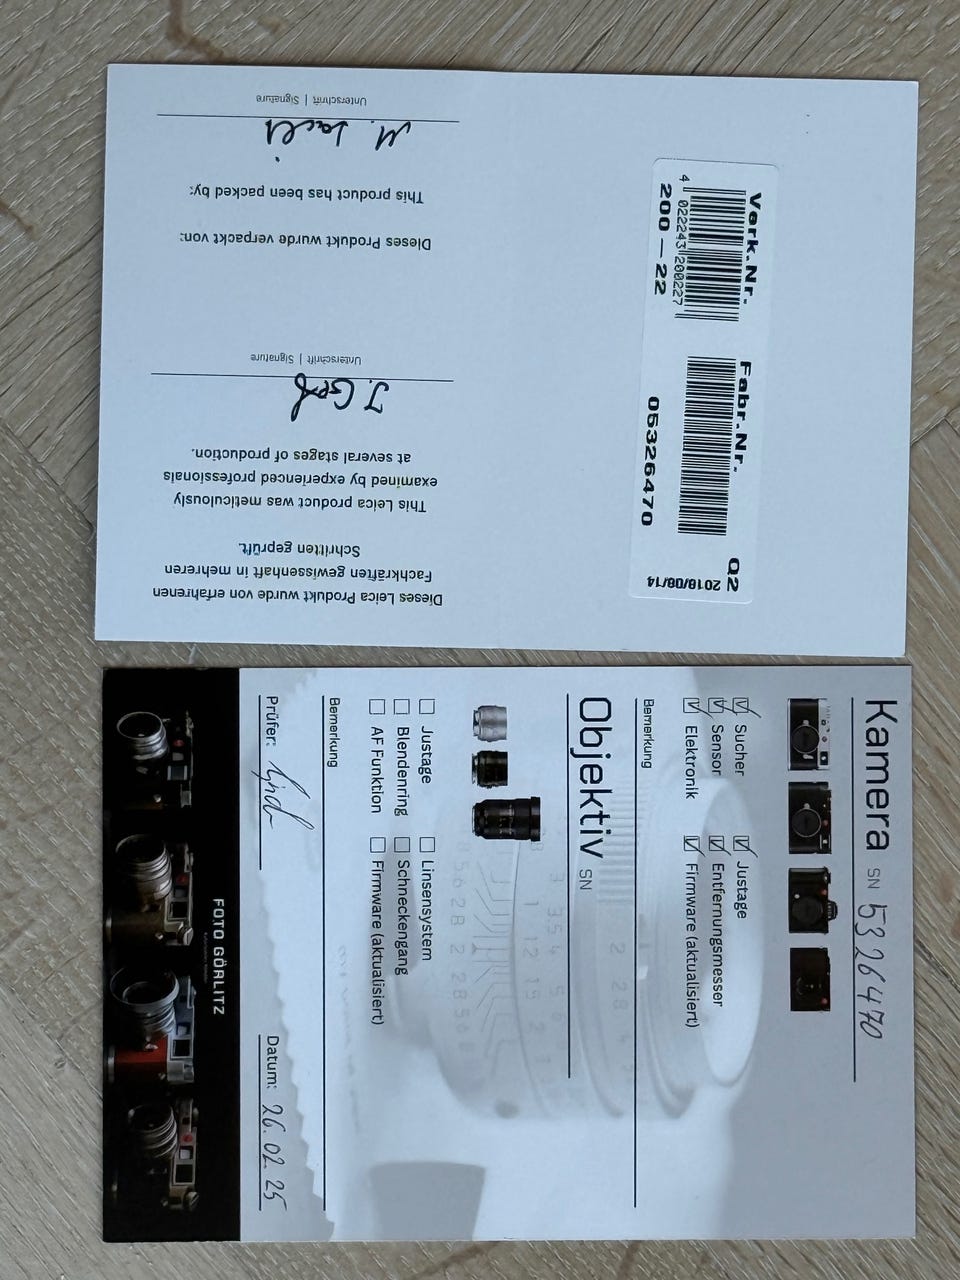 Dieses Leica Produkt wurde von erfahrenen
Fachkräften gewissenhaft in mehreren
Schritten geprüft.
This Leica product was meticulously
examined by experienced professionals
at several stages of production.
Unterschrift | Signature
Dieses Produkt wurde verpackt von:
This product has been packed by:
M.
Unterschrift | Signature
Vark.Nr.
4 022243 200227
200 – 22
Fabr.Nr.
05326470
Q2
2018/08/14
Kamera SN 5326470
Sucher
Justage
Sensor
Entfernungsmesser
Elektronik
Firmware (aktualisiert)
Bemerkung
Objektiv SN
Justage
Linsensystem
Blendenring
Schneckengang
AF Funktion
Firmware (aktualisiert)
Bemerkung
Prüfer:
Datum: 26.02.25
FOTO GÖRLITZ